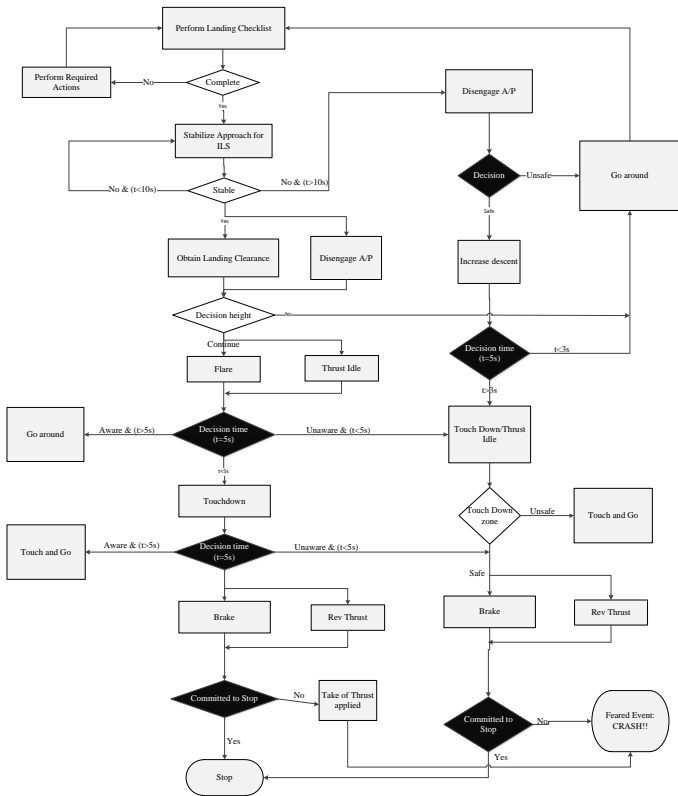 Perform Landing Checklist
Perform Required
Actions
No
Complete
Yes
Disengage A/P
Stabilize Approach for
ILS
No & (t<10s)
Stable
No & (t>10s)
Decision
Unsafe
Go around
Yes
Safe
Obtain Landing Clearance
Disengage A/P
Increase descent
Decision height
No
Continue
Flare
Thrust Idle
Decision time
(t=5s)
t<3s
t>3s
Go around
Aware & (t>5s)
Decision time
(t=5s)
Unaware & (t<5s)
Touch Down/Thrust
Idle
t<5s
Touchdown
Touch Down
zone
Unsafe
Touch and Go
Touch and Go
Aware & (t>5s)
Decision time
(t=5s)
Unaware & (t<5s)
Safe
Brake
Rev Thrust
Brake
Rev Thrust
Committed to Stop
No
Take of Thrust
applied
Committed to
Stop
No
Feared Event:
CRASH!!
Yes
Yes
Stop